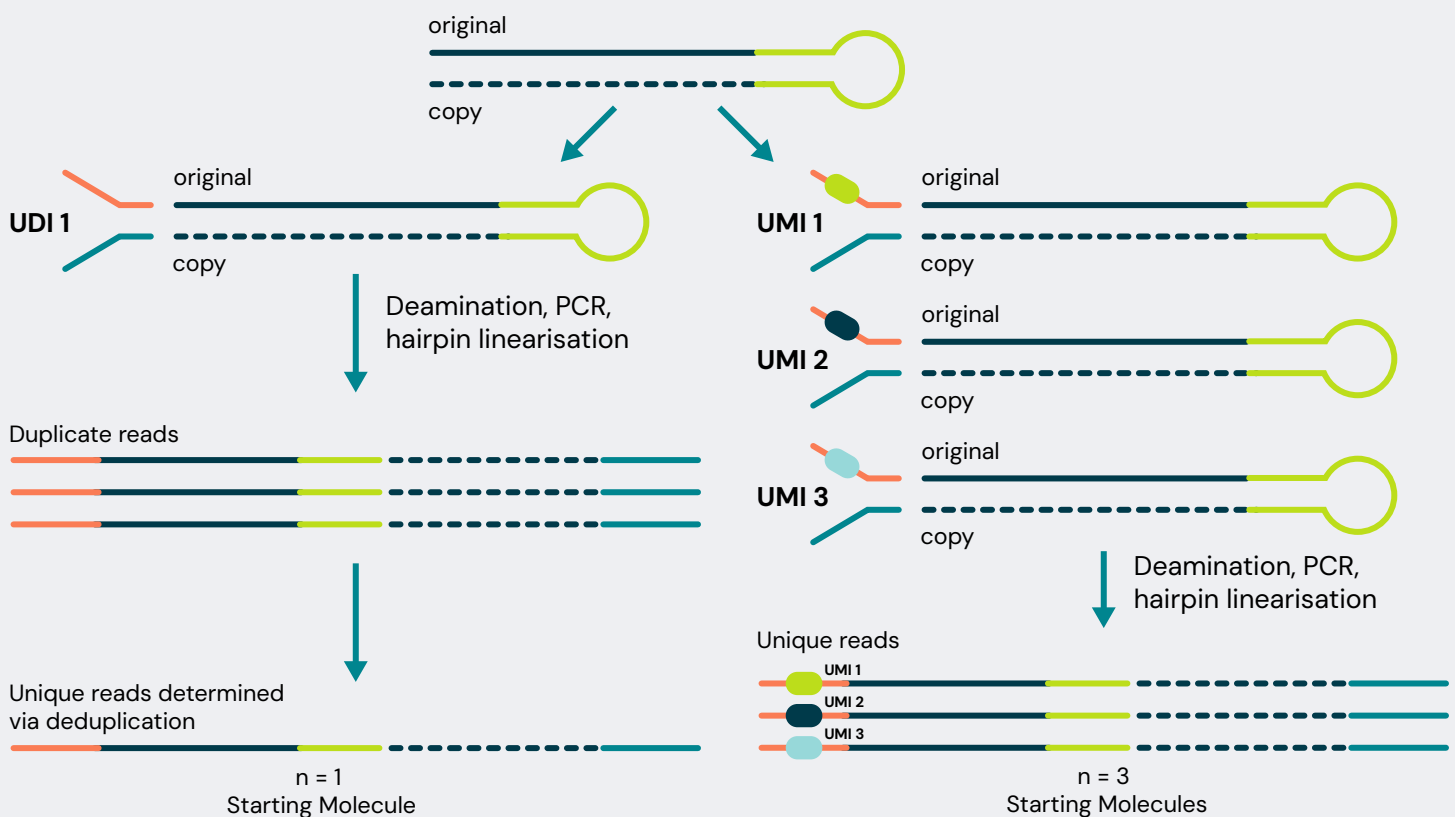 original
copy
UDI 1
original
copy
Deamination, PCR,
hairpin linearisation
Duplicate reads
Unique reads determined
via deduplication
n = 1
Starting Molecule
UMI 1
original
copy
UMI 2
original
copy
UMI 3
original
copy
Deamination, PCR,
hairpin linearisation
Unique reads
UMI 1
UMI 2
UMI 3
n = 3
Starting Molecules